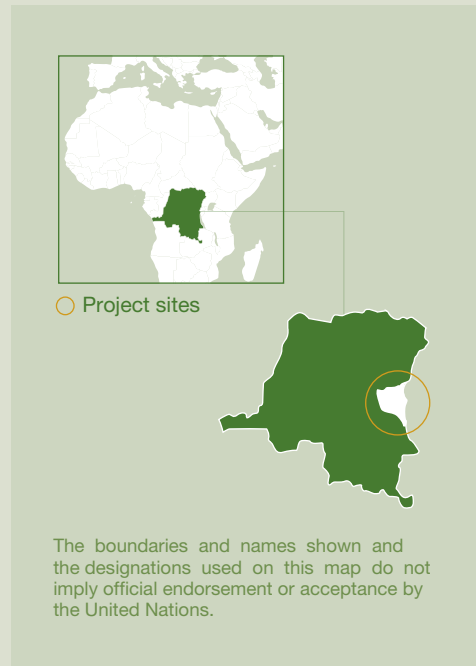 Project sites
The boundaries and names shown and
the designations used on this map do not
imply official endorsement or acceptance by
the United Nations.